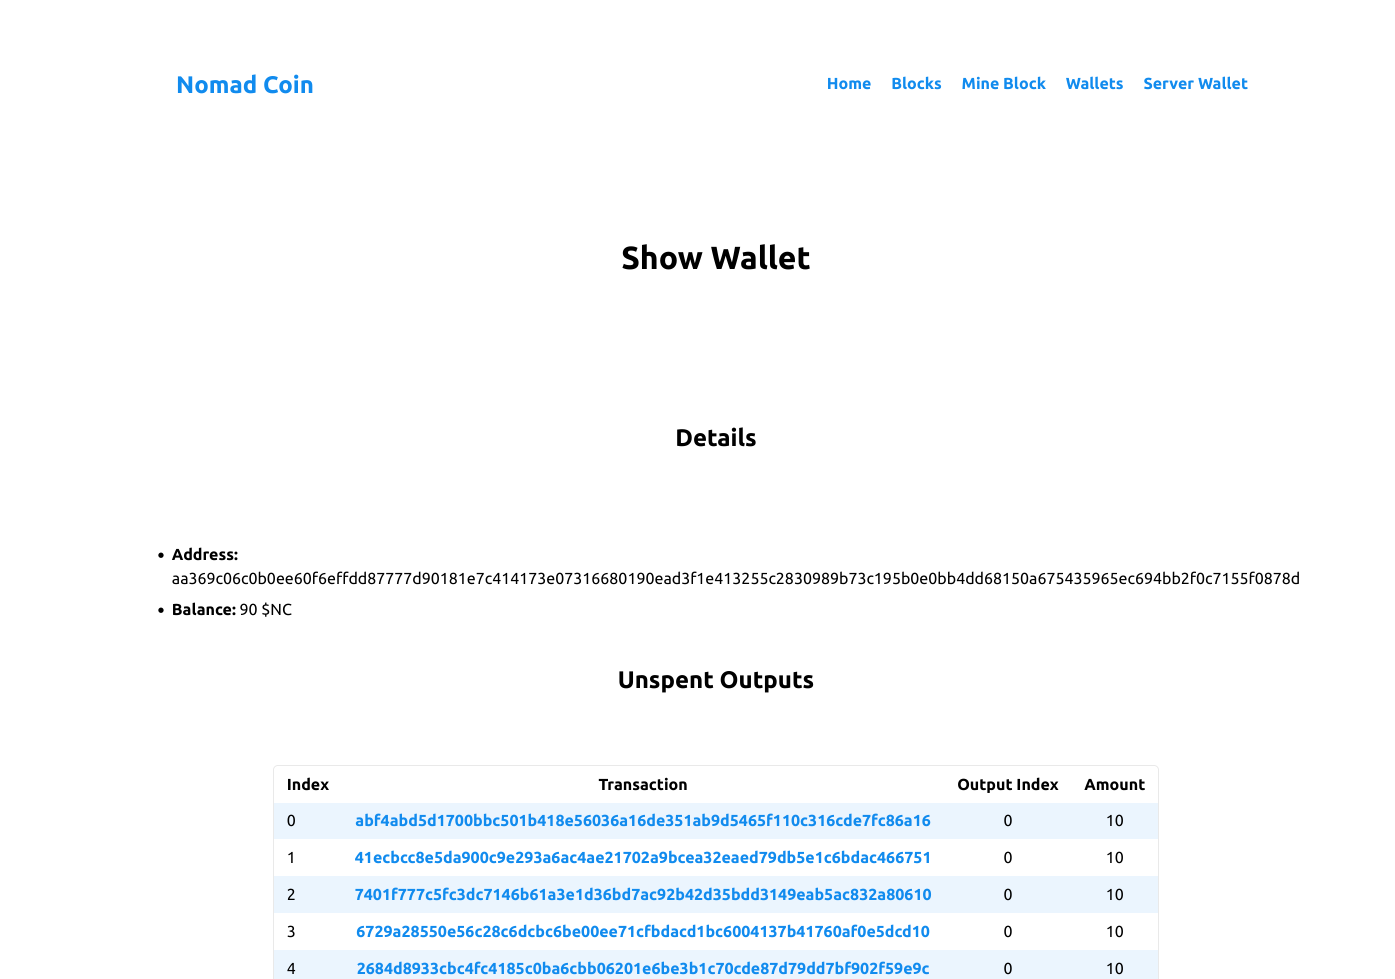 Nomad Coin
Home Blocks Mine Block Wallets Server Wallet
Show Wallet
Details
• Address:
aa369c06c0b0ee60f6effdd87777d90181e7c414173e07316680190ead3f1e413255c2830989b73c195b0e0bb4dd68150a675435965ec694bb2f0c7155f0878d
• Balance: 90 $NC
Unspent Outputs
Index Transaction Output Index Amount
0 abf4abd5d1700bbc501b418e56036a16de351ab9d5465f110c316cde7fc86a16 0 10
1 41ecbcc8e5da900c9e293a6ac4ae21702a9bcea32eaed79db5e1c6bdac466751 0 10
2 7401f777c5fc3dc7146b61a3e1d36bd7ac92b42d35bdd3149eab5ac832a80610 0 10
3 6729a28550e56c28c6dcbc6be00ee71cfbdacd1bc6004137b41760af0e5dcd10 0 10
4 2684d8933cbc4fc4185c0ba6cbb06201e6be3b1c70cde87d79dd7bf902f59e9c 0 10